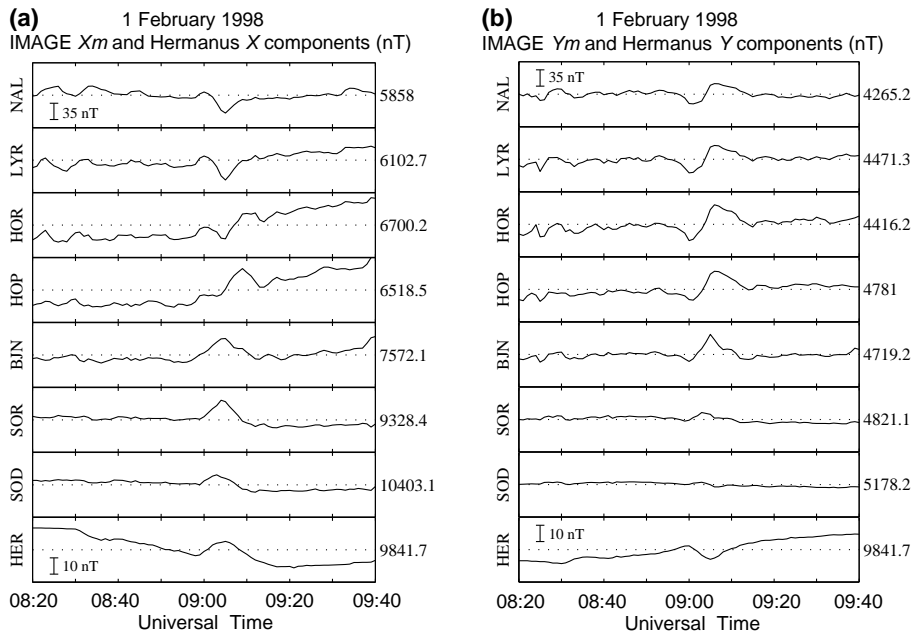 (a)
1 February 1998
IMAGE Xm and Hermanus X components (nT)
NAL
35 nT
5858
LYR
6102.7
HOR
6700.2
HOP
6518.5
BJN
7572.1
SOR
9328.4
SOD
10403.1
HER
10 nT
9841.7
08:20 08:40 09:00 09:20 09:40
Universal Time
(b)
1 February 1998
IMAGE Ym and Hermanus Y components (nT)
NAL
35 nT
4265.2
LYR
4471.3
HOR
4416.2
HOP
4781
BJN
4719.2
SOR
4821.1
SOD
5178.2
HER
10 nT
9841.7
08:20 08:40 09:00 09:20 09:40
Universal Time